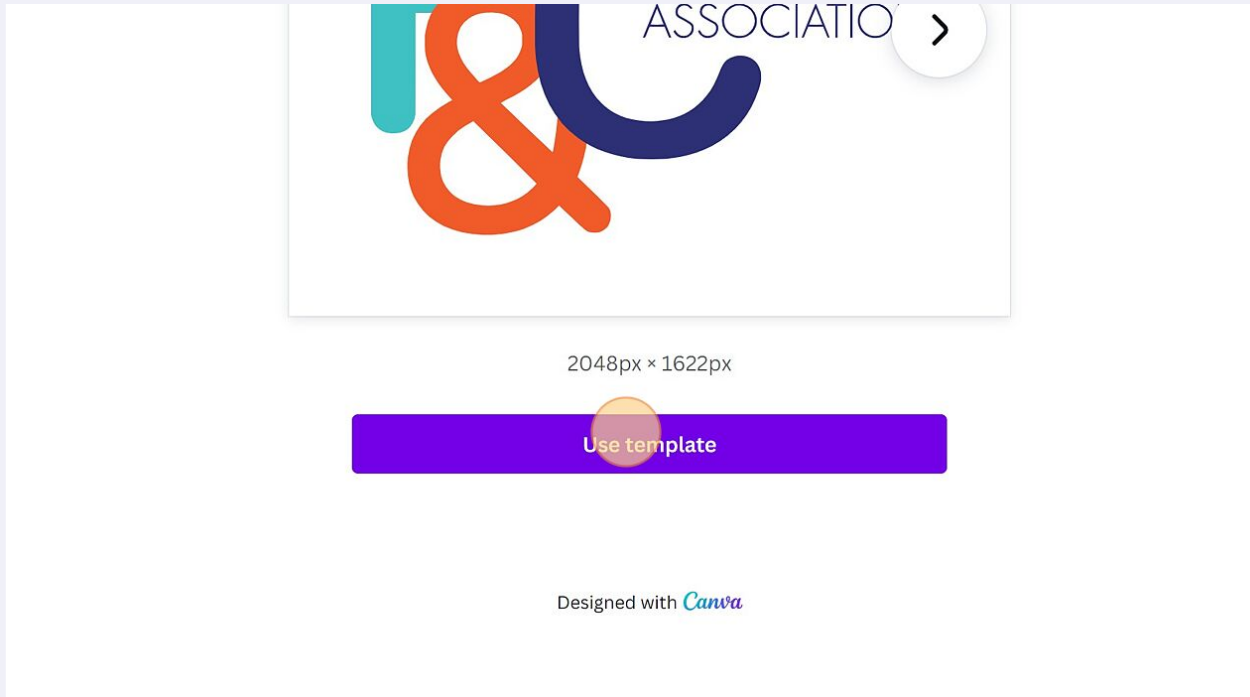 &C
ASSOCIATIO
2048px × 1622px
Use template
Designed with Canva